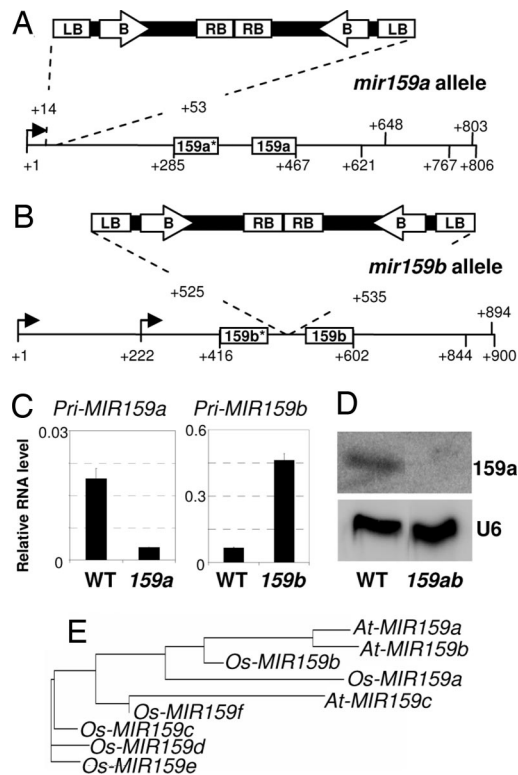 A
LB B RB RB B LB
mir159a allele
+14 +53
+648 +803
159a* 159a
+1 +285 +467 +621 +767 +806
B
LB B RB RB B LB
mir159b allele
+525 +535
+894
159b* 159b
+1 +222 +416 +602 +844 +900
C
Pri-MIR159a Pri-MIR159b
Relative RNA level
0.03 0.6
0.3
0 0
WT 159a WT 159b
D
159a
U6
WT 159ab
E
At-MIR159a
At-MIR159b
Os-MIR159b
Os-MIR159a
At-MIR159c
Os-MIR159f
Os-MIR159c
Os-MIR159d
Os-MIR159e